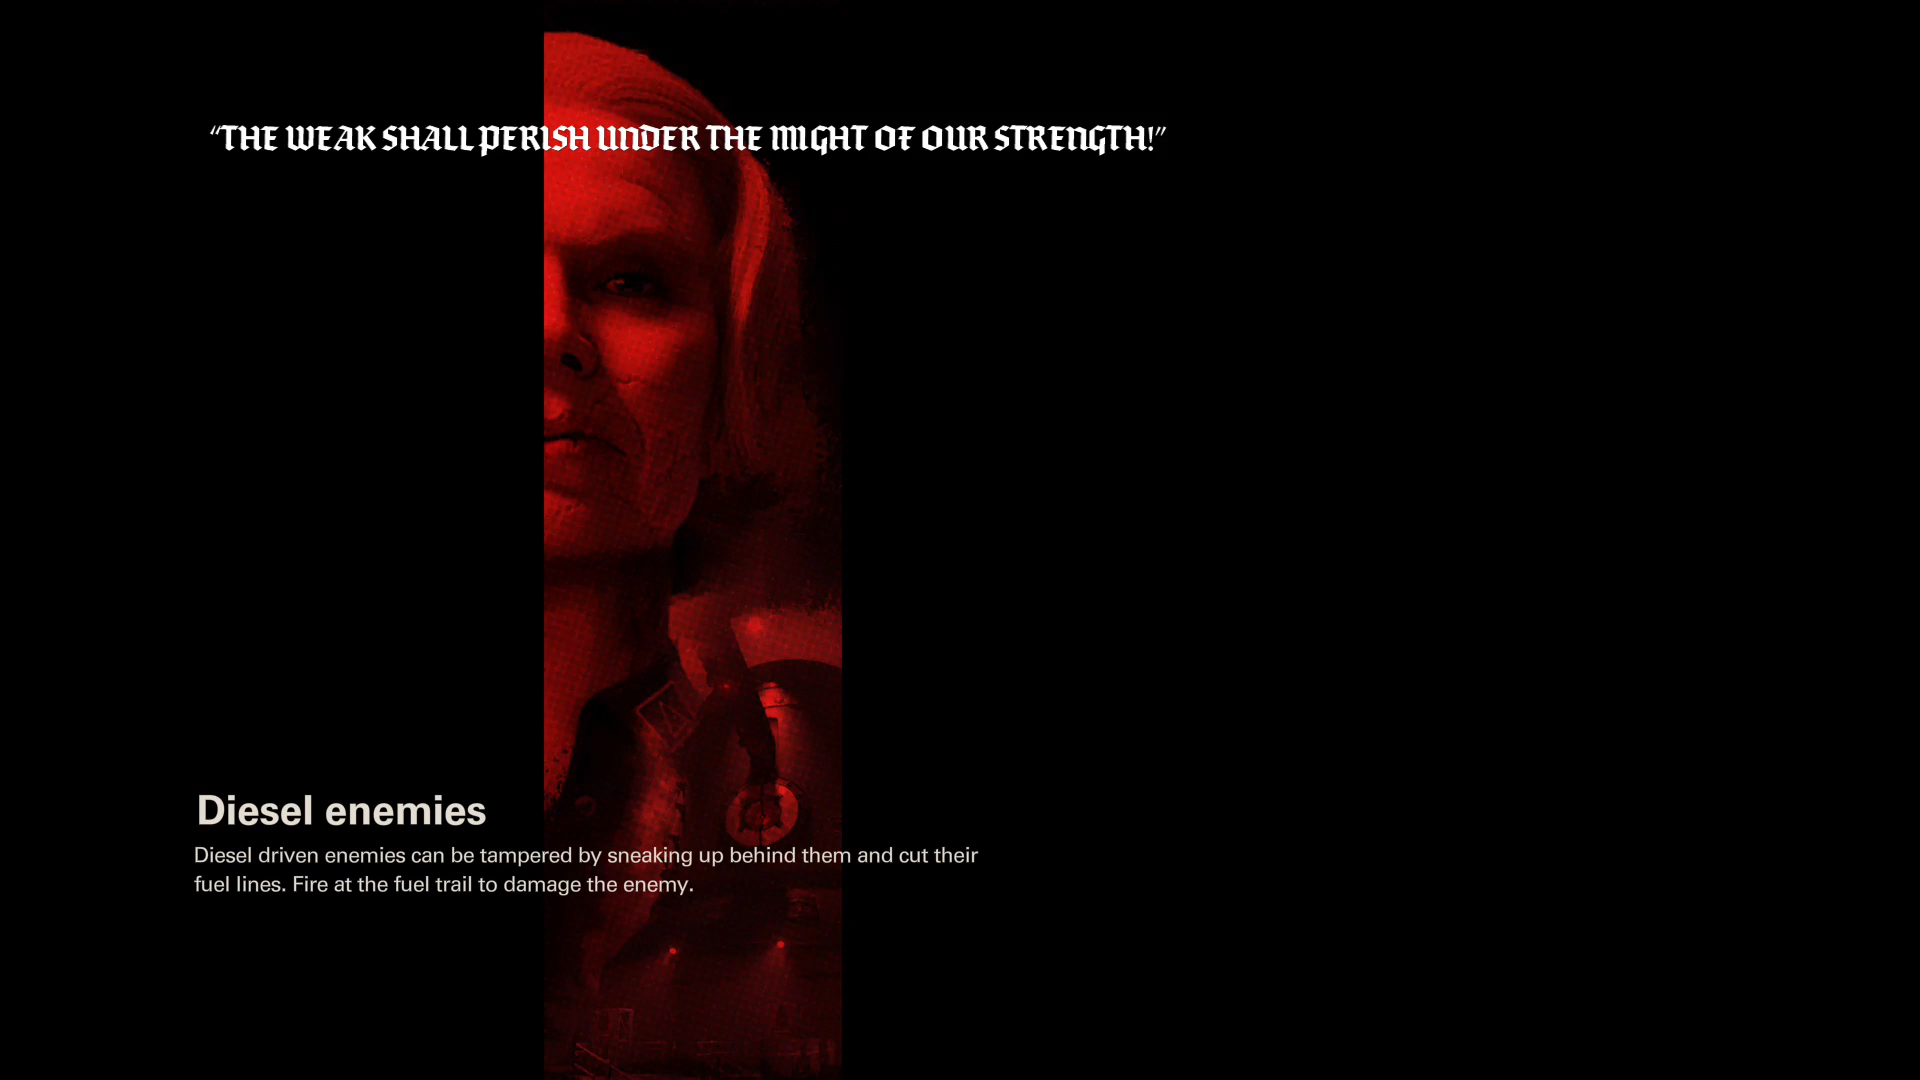 “THE WEAK SHALL PERISH UNDER THE MIGHT OF OUR STRENGTH!”
Diesel enemies
Diesel driven enemies can be tampered by sneaking up behind them and cut their
fuel lines. Fire at the fuel trail to damage the enemy.